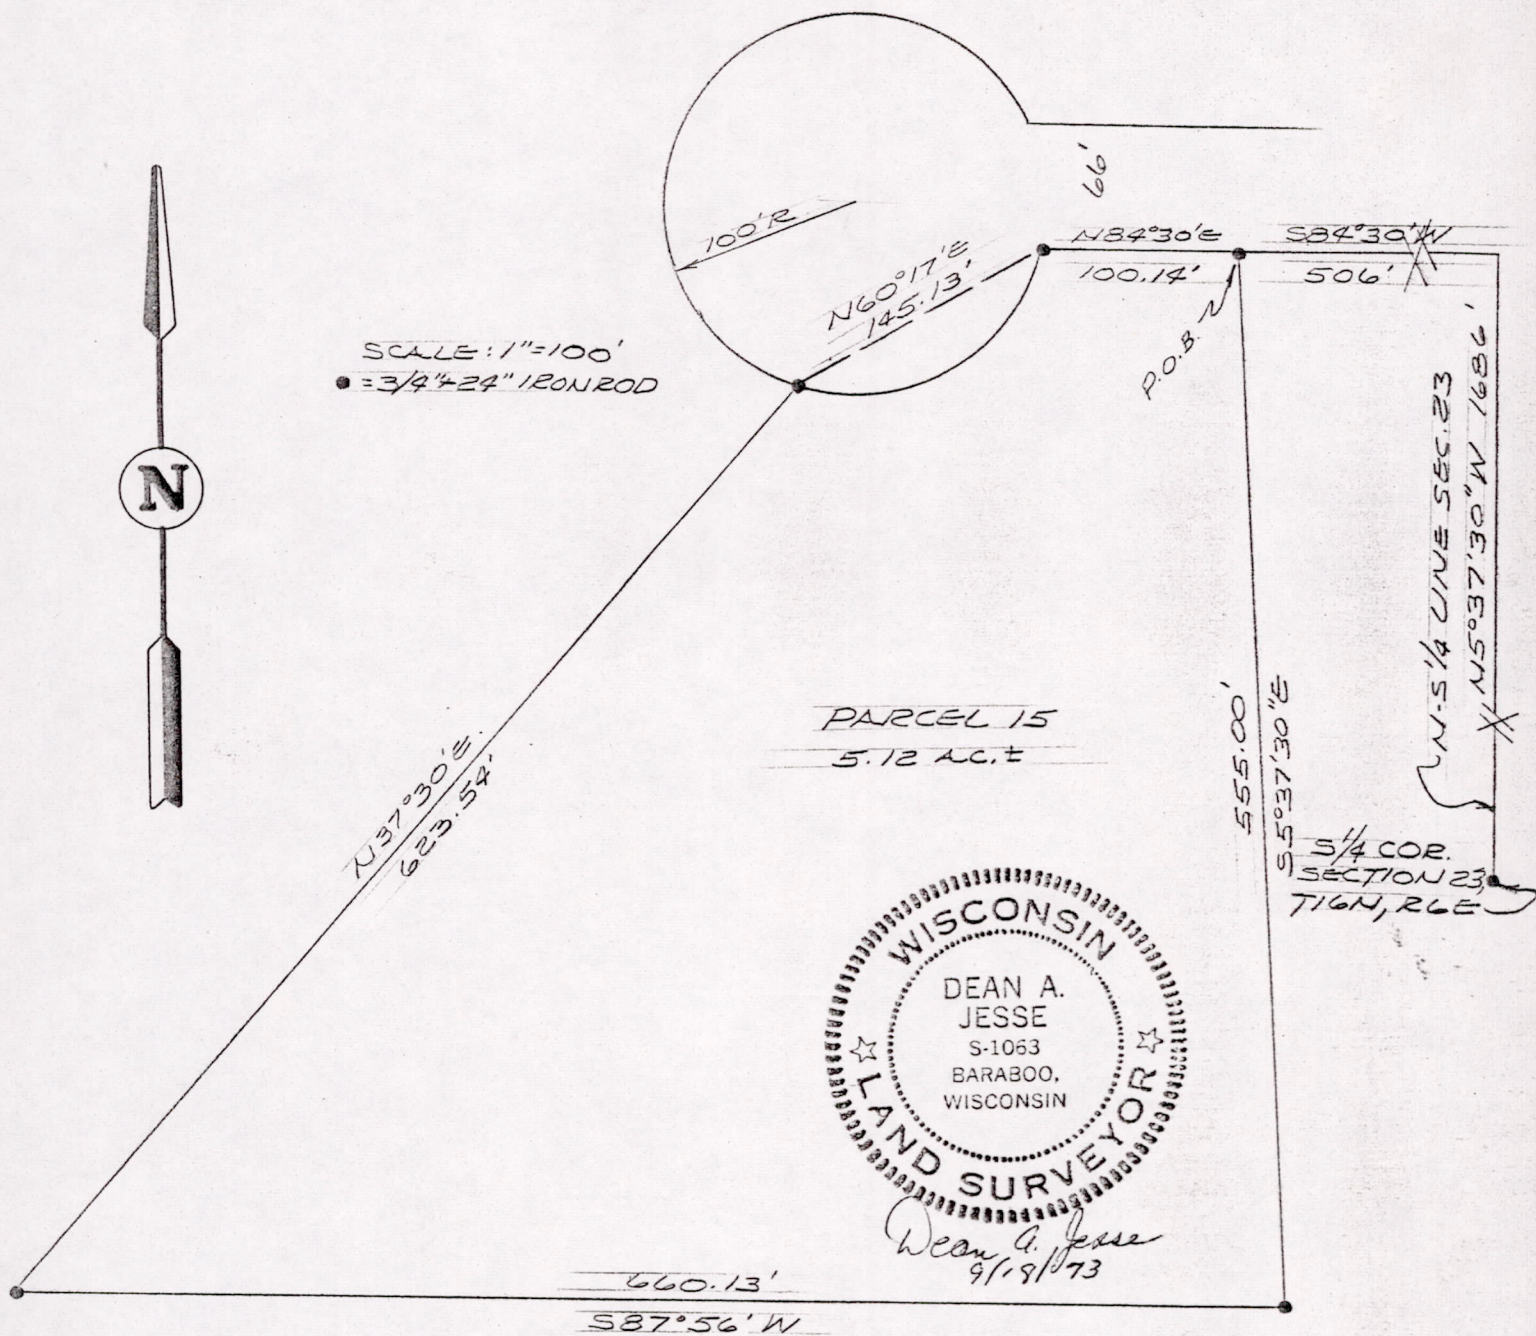 66'
100'R
N84°30'E
100.14'
S84°30'W
506'
N60°17'E
145.13'
P.O.B.
SCALE: 1"=100'
= 3/4"x24" IRON ROD
N
N-S 1/4 LINE SEC. 23
N5°37'30"W 1686'
PARCEL 15
5.12 AC.±
555.00'
S5°37'30"E
N37°30'E.
623.54'
S 1/4 COR.
SECTION 23,
T16N, R6E
WISCONSIN
DEAN A.
JESSE
S-1063
BARABOO,
WISCONSIN
LAND SURVEYOR
Dean A. Jesse
9/19/73
660.13'
S87°56'W